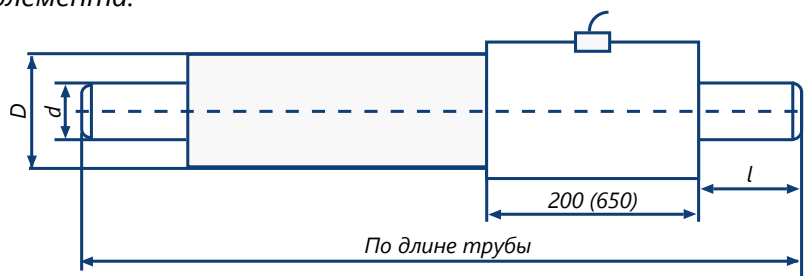 элемента.
D
d
l
200 (650)
По длине трубы